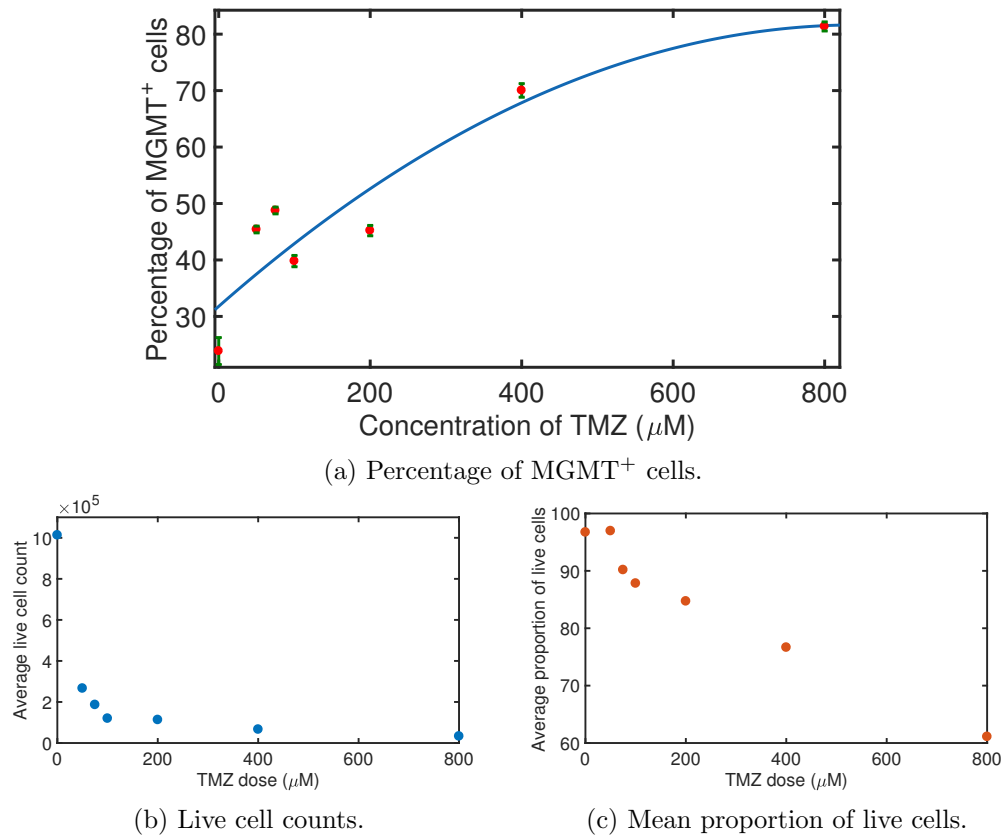 80
70
60
50
40
30
Percentage of MGMT⁺ cells
0 200 400 600 800
Concentration of TMZ (μM)
(a) Percentage of MGMT⁺ cells.
×10⁵
10
8
6
4
2
0
Average live cell count
0 200 400 600 800
TMZ dose (μM)
(b) Live cell counts.
100
90
80
70
60
Average proportion of live cells
0 200 400 600 800
TMZ dose (μM)
(c) Mean proportion of live cells.